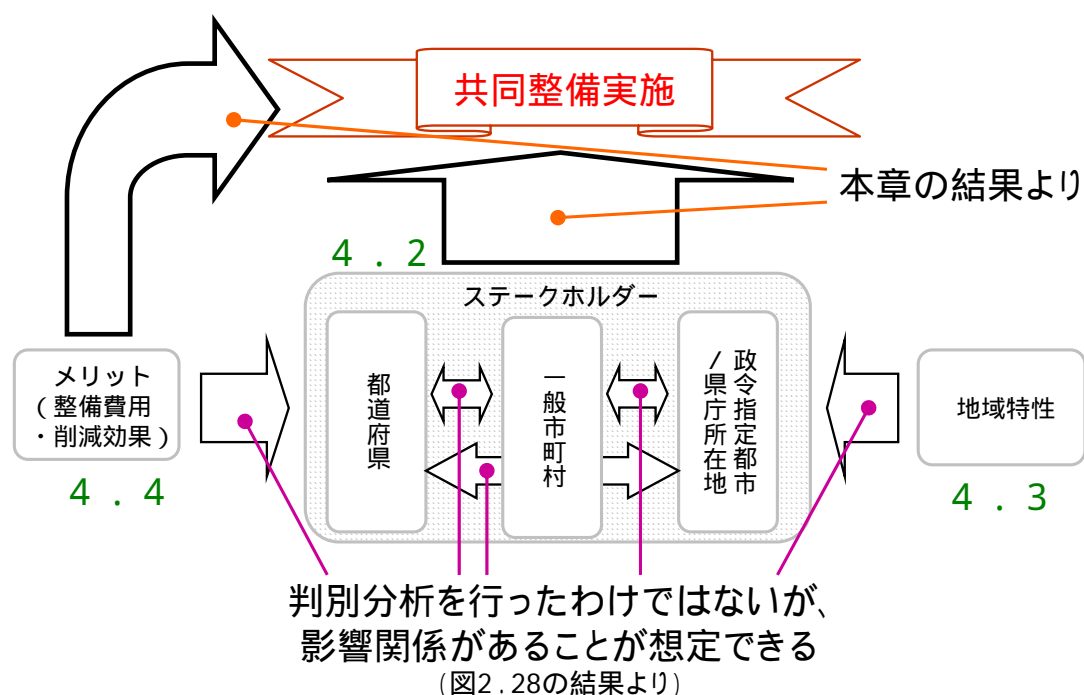 共同整備実施
本章の結果より
4.2
ステークホルダー
都道府県
一般市町村
政令指定都市
/県庁所在地
メリット
(整備費用
・削減効果)
4.4
地域特性
4.3
判別分析を行ったわけではないが、
影響関係があることが想定できる
(図2.28の結果より)